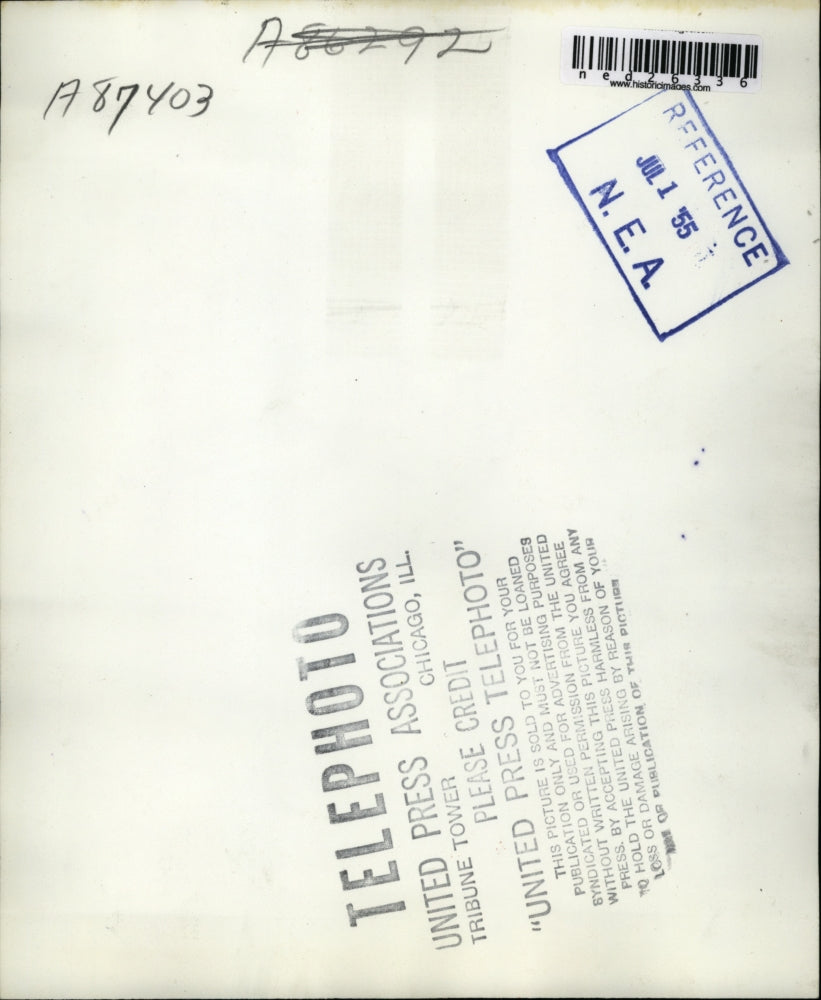 A86292
A87403
ned26336
www.historicimages.com
REFERENCE
JUL 1 '55
N. E. A.
TELEPHOTO
UNITED PRESS ASSOCIATIONS
TRIBUNE TOWER CHICAGO, ILL.
PLEASE CREDIT
"UNITED PRESS TELEPHOTO"
THIS PICTURE IS SOLD TO YOU FOR YOUR
PUBLICATION ONLY AND MUST NOT BE LOANED
SYNDICATED OR USED FOR ADVERTISING PURPOSES
WITHOUT WRITTEN PERMISSION FROM THE UNITED
PRESS. BY ACCEPTING THIS PICTURE YOU AGREE
TO HOLD THE UNITED PRESS HARMLESS FROM ANY
LOSS OR DAMAGE ARISING BY REASON OF YOUR
USE OR PUBLICATION OF THIS PICTURE